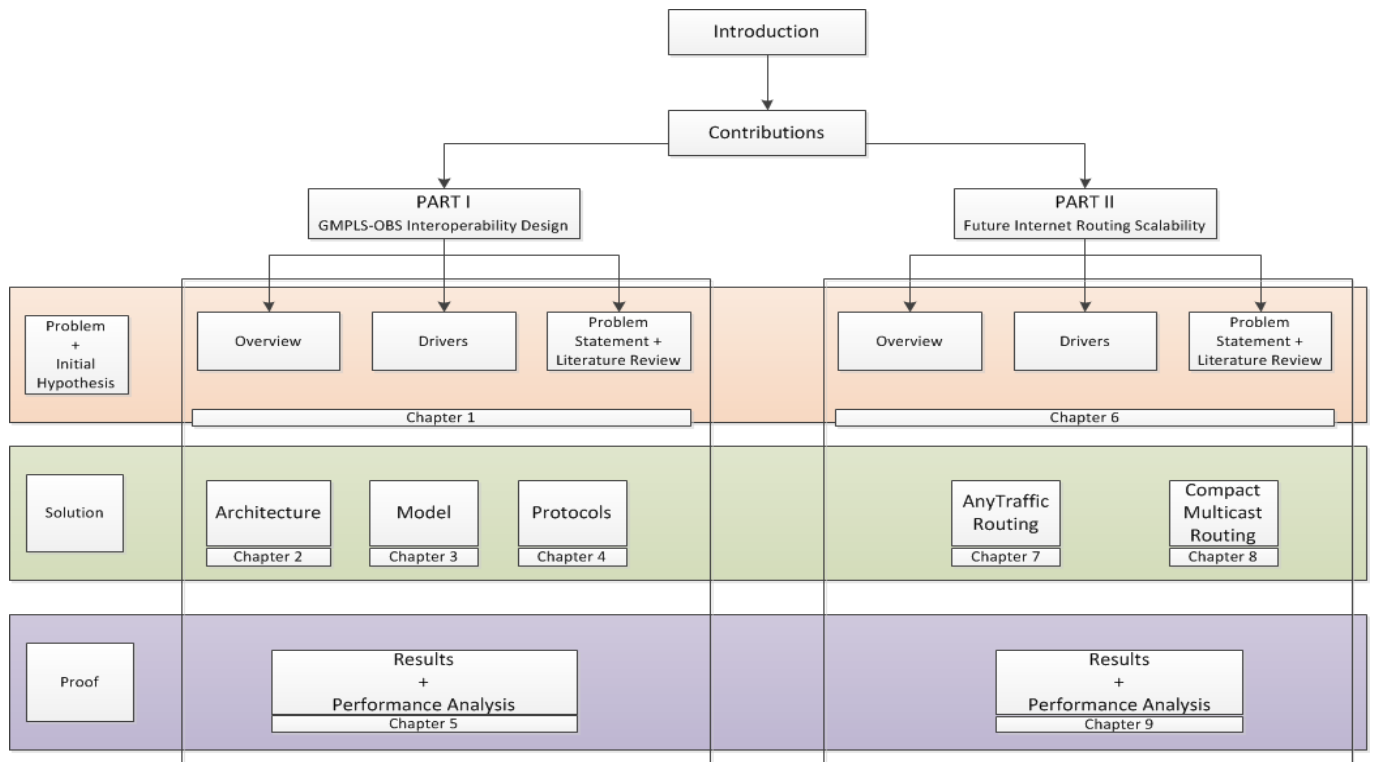 Introduction
Contributions
PART I
GMPLS-OBS Interoperability Design
PART II
Future Internet Routing Scalability
Problem
+
Initial
Hypothesis
Overview
Drivers
Problem
Statement +
Literature Review
Chapter 1
Overview
Drivers
Problem
Statement +
Literature Review
Chapter 6
Solution
Architecture
Chapter 2
Model
Chapter 3
Protocols
Chapter 4
AnyTraffic
Routing
Chapter 7
Compact
Multicast
Routing
Chapter 8
Proof
Results
+
Performance Analysis
Chapter 5
Results
+
Performance Analysis
Chapter 9